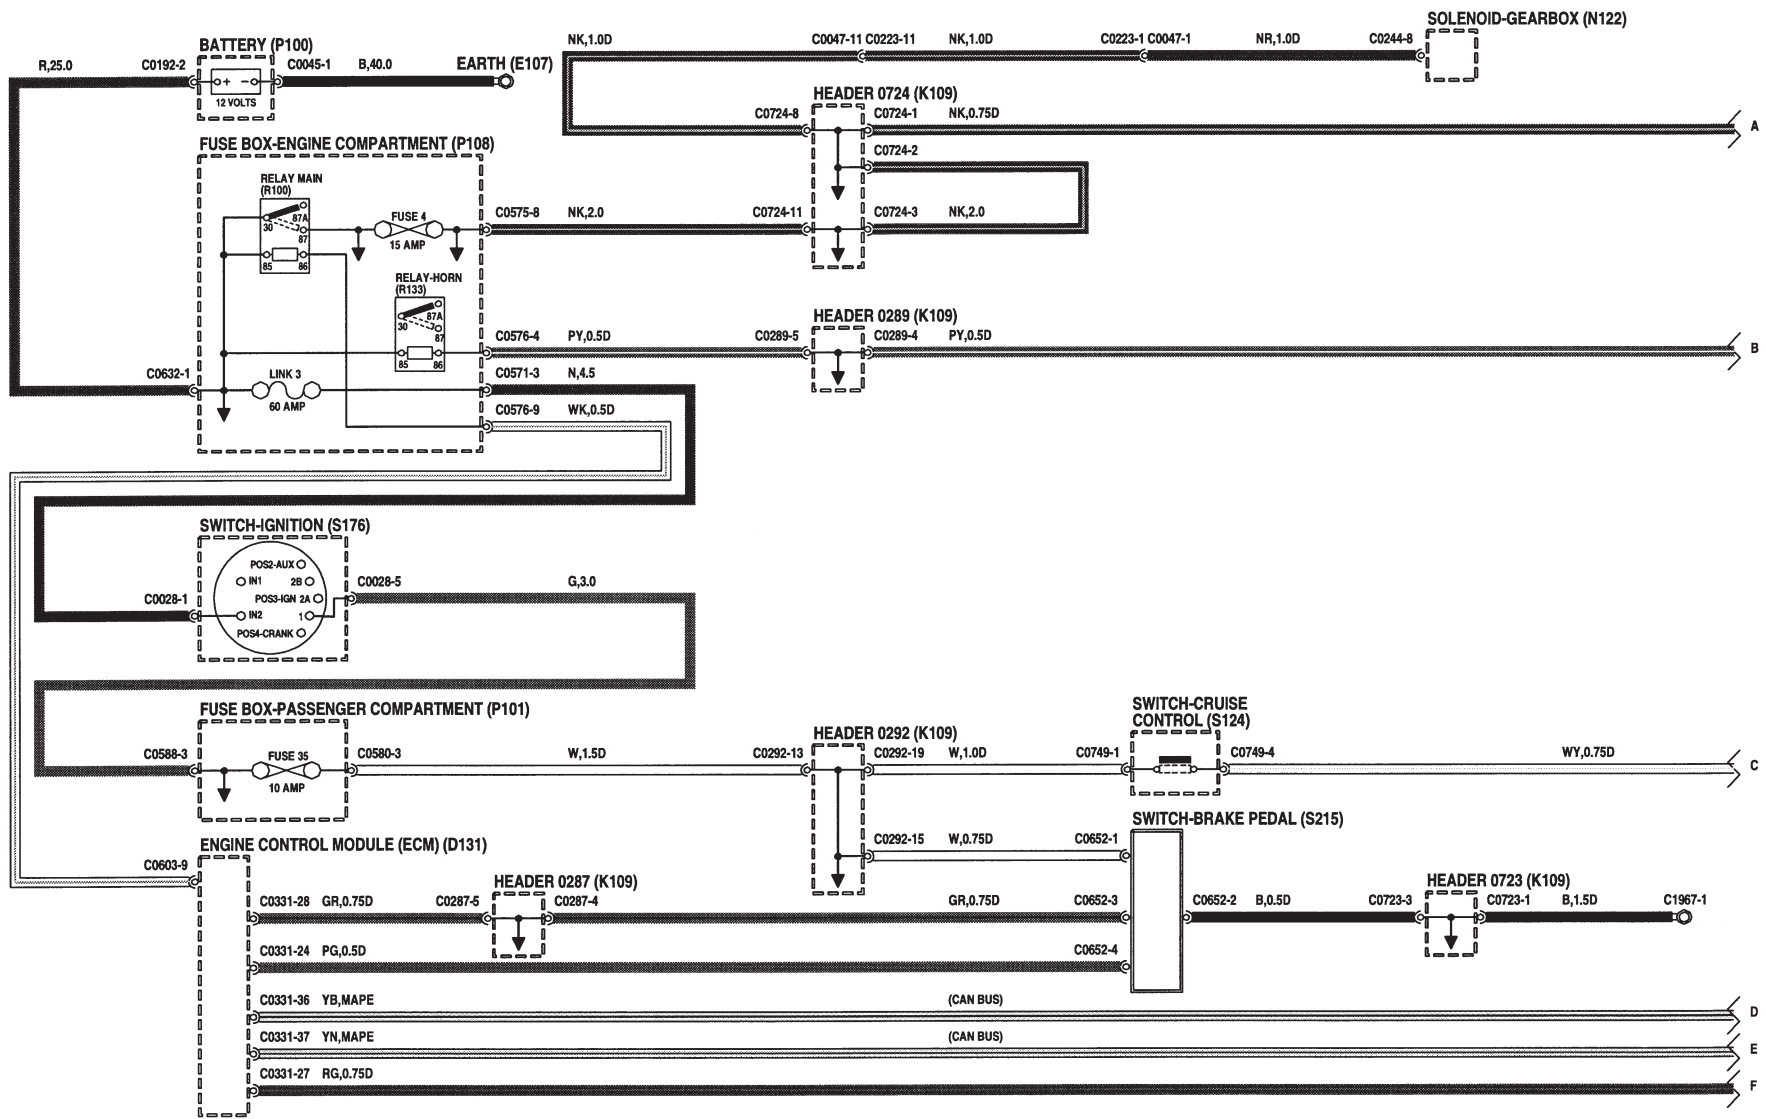 SOLENOID-GEARBOX (N122)
NK,1.0D
C0047-11 C0223-11
NK,1.0D
C0223-1 C0047-1
NR,1.0D
C0244-8
BATTERY (P100)
R,25.0
C0192-2
C0045-1
B,40.0
EARTH (E107)
+ −
12 VOLTS
HEADER 0724 (K109)
C0724-8
C0724-1
NK,0.75D
A
C0724-2
FUSE BOX-ENGINE COMPARTMENT (P108)
RELAY MAIN
(R100)
87A
30
87
85
86
FUSE 4
15 AMP
C0575-8
NK,2.0
C0724-11
C0724-3
NK,2.0
RELAY-HORN
(R133)
87A
30
87
85
86
HEADER 0289 (K109)
C0576-4
PY,0.5D
C0289-5
C0289-4
PY,0.5D
B
C0632-1
LINK 3
60 AMP
C0571-3
N,4.5
C0576-9
WK,0.5D
SWITCH-IGNITION (S176)
POS2-AUX
IN1
2B
POS3-IGN 2A
IN2
1
POS4-CRANK
C0028-1
C0028-5
G,3.0
FUSE BOX-PASSENGER COMPARTMENT (P101)
C0588-3
FUSE 35
10 AMP
C0580-3
W,1.5D
HEADER 0292 (K109)
C0292-13
C0292-19
W,1.0D
SWITCH-CRUISE
CONTROL (S124)
C0749-1
C0749-4
WY,0.75D
C
C0292-15
W,0.75D
C0652-1
SWITCH-BRAKE PEDAL (S215)
ENGINE CONTROL MODULE (ECM) (D131)
C0603-9
C0331-28
GR,0.75D
HEADER 0287 (K109)
C0287-5
C0287-4
GR,0.75D
C0652-3
C0652-2
B,0.5D
HEADER 0723 (K109)
C0723-3
C0723-1
B,1.5D
C1967-1
C0331-24
PG,0.5D
C0652-4
C0331-36
YB,MAPE
(CAN BUS)
D
C0331-37
YN,MAPE
(CAN BUS)
E
C0331-27
RG,0.75D
F